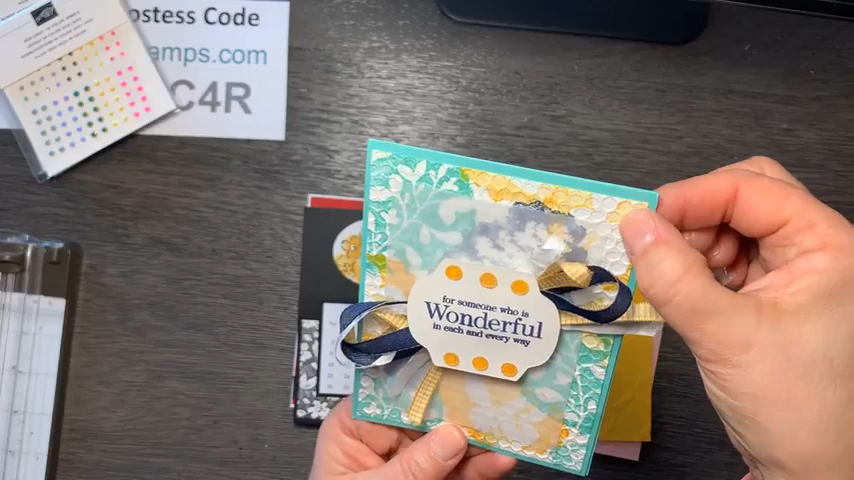 ostess Code
amps.com
C4R
for someone who is
Wonderful
in each and every way